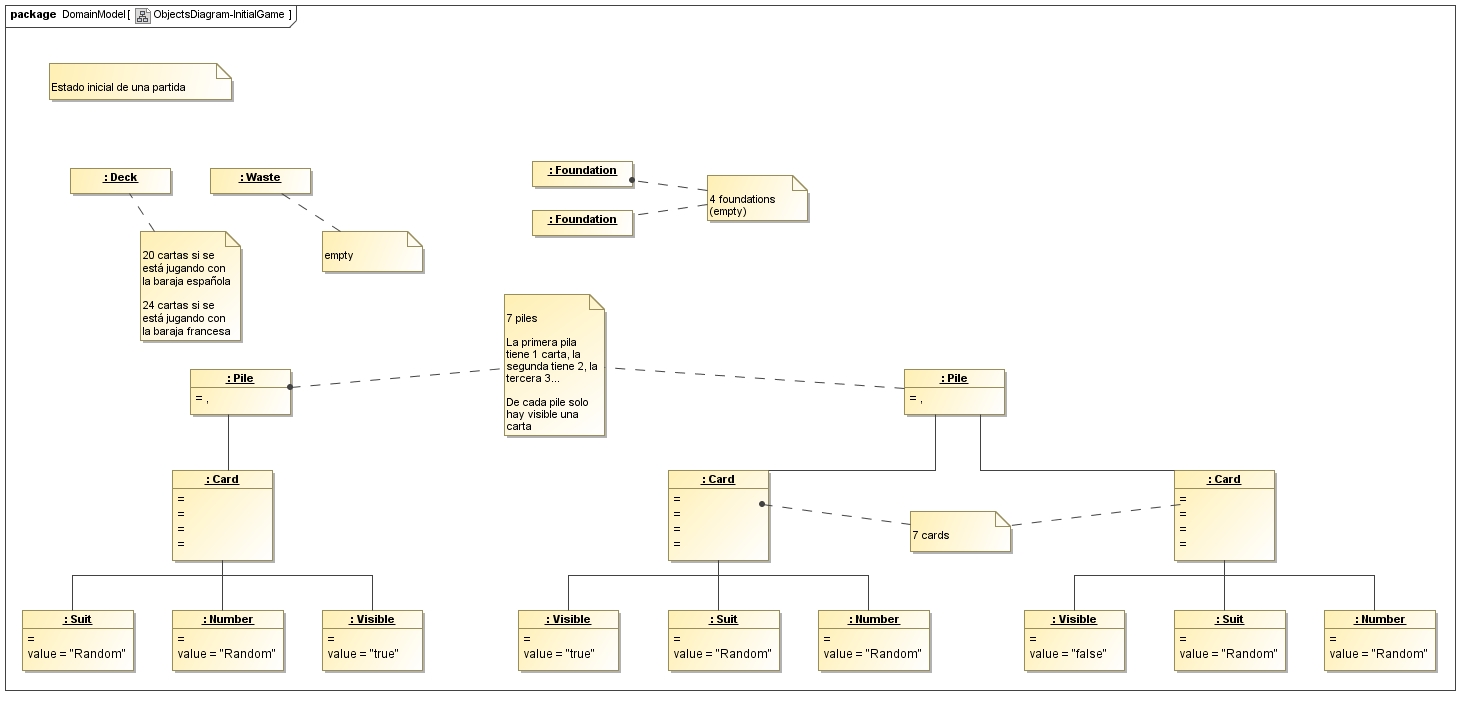 package DomainModel[ ObjectsDiagram-InitialGame ]
Estado inicial de una partida
: Deck
: Waste
: Foundation
: Foundation
4 foundations
(empty)
20 cartas si se
está jugando con
la baraja española
24 cartas si se
está jugando con
la baraja francesa
empty
7 piles
La primera pila
tiene 1 carta, la
segunda tiene 2, la
tercera 3...
De cada pile solo
hay visible una
carta
: Pile
= ,
: Pile
= ,
: Card
=
=
=
=
: Card
=
=
=
=
7 cards
: Card
=
=
=
=
: Suit
=
value = "Random"
: Number
=
value = "Random"
: Visible
=
value = "true"
: Visible
=
value = "true"
: Suit
=
value = "Random"
: Number
=
value = "Random"
: Visible
=
value = "false"
: Suit
=
value = "Random"
: Number
=
value = "Random"